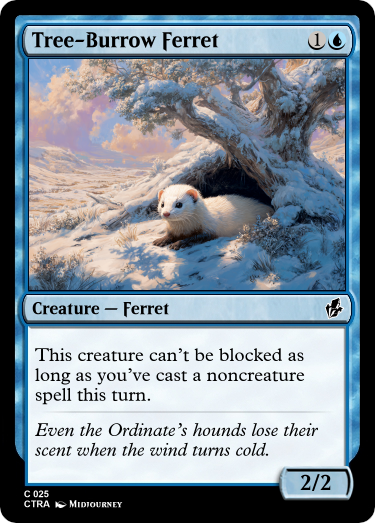 Tree-Burrow Ferret
1
Creature — Ferret
This creature can't be blocked as
long as you've cast a noncreature
spell this turn.
Even the Ordinate's hounds lose their
scent when the wind turns cold.
2/2
C 025
CTRA Midjourney